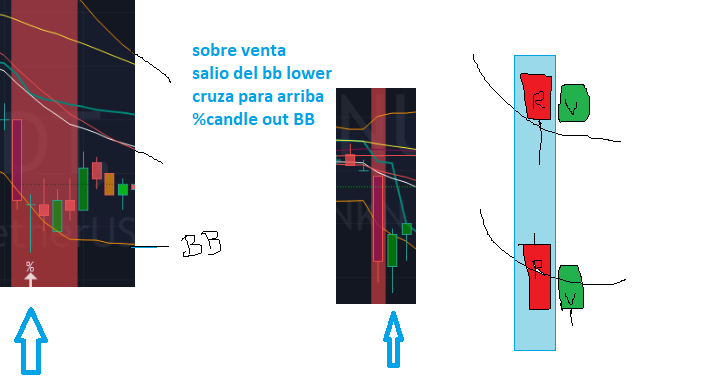 sobre venta
salio del bb lower
cruza para arriba
%candle out BB
BB
%
R
V
R
V